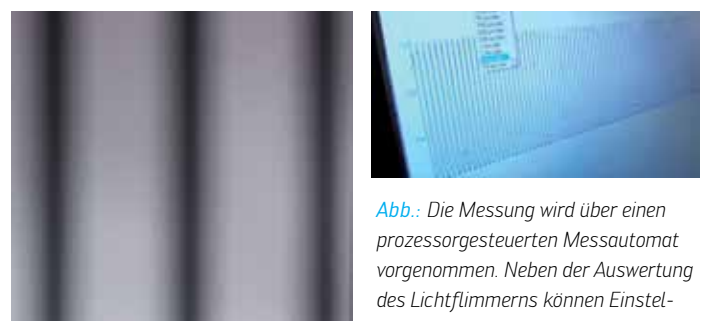 Abb.: Die Messung wird über einen
prozessorgesteuerten Messautomat
vorgenommen. Neben der Auswertung
des Lichtflimmerns können Einstel-